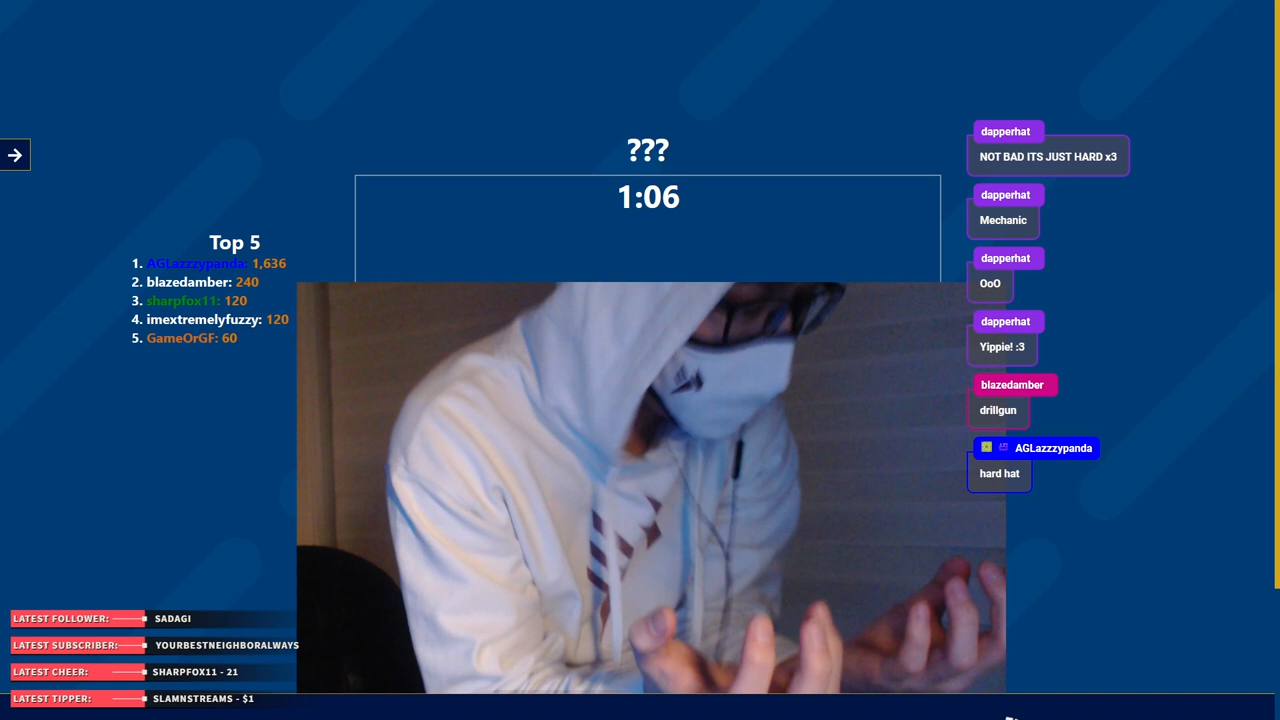 ???
1:06
Top 5
1. AGLazzzypanda: 1,636
2. blazedamber: 240
3. sharpfox11: 120
4. imextremelyfuzzy: 120
5. GameOrGF: 60
dapperhat
NOT BAD ITS JUST HARD x3
dapperhat
Mechanic
dapperhat
OoO
dapperhat
Yippie! :3
blazedamber
drillgun
AGLazzzypanda
hard hat
LATEST FOLLOWER: SADAGI
LATEST SUBSCRIBER: YOURBESTNEIGHBORALWAYS
LATEST CHEER: SHARPFOX11 - 21
LATEST TIPPER: SLAMNSTREAMS - $1